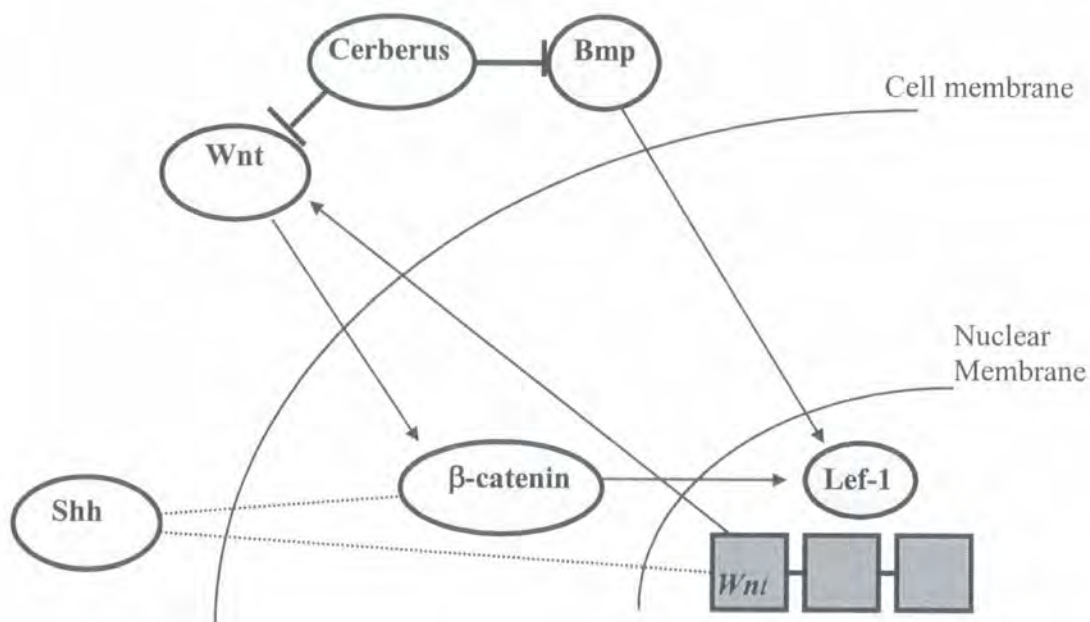 Cerberus
Bmp
Cell membrane
Wnt
Nuclear
Membrane
β-catenin
Lef-1
Shh
Wnt